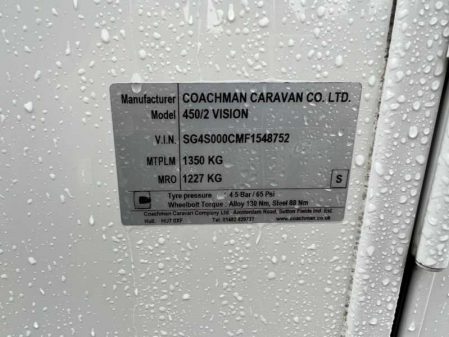 Manufacturer COACHMAN CARAVAN CO. LTD.
Model 450/2 VISION
V.I.N. SG4S000CMF1548752
MTPLM 1350 KG
MRO 1227 KG S
Tyre pressure : 4.5 Bar / 65 Psi
Wheelbolt Torque : Alloy 130 Nm, Steel 88 Nm
Coachman Caravan Company Ltd. Amsterdam Road, Sutton Fields Ind. Est.
Hull. HU7 0XF Tel: 01482 839737 www.coachman.co.uk